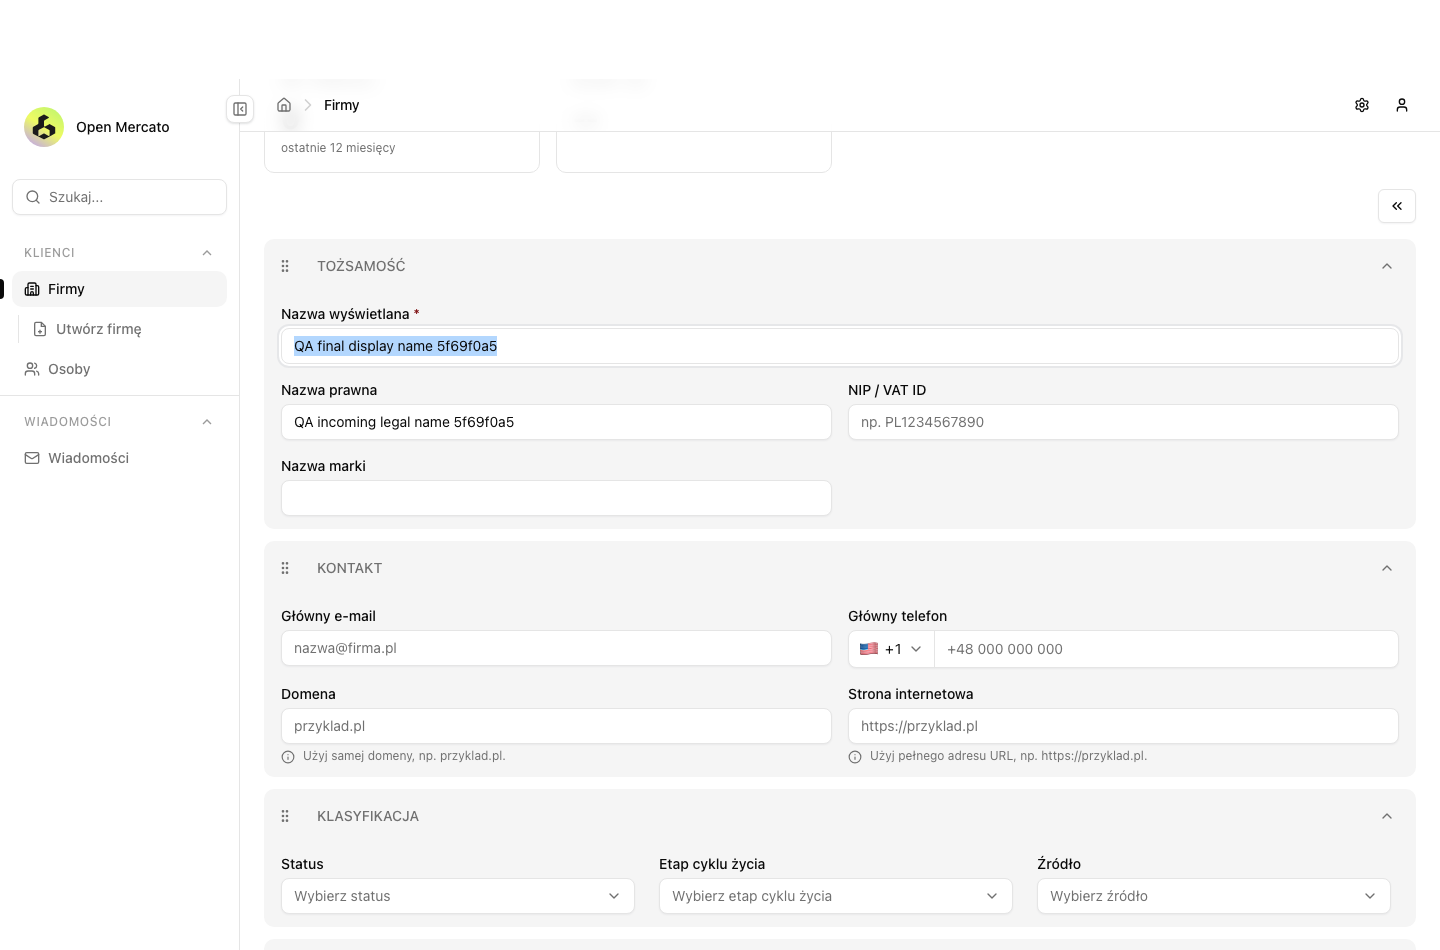 Open Mercato
Firmy
ostatnie 12 miesięcy
Szukaj...
KLIENCI
Firmy
Utwórz firmę
Osoby
WIADOMOŚCI
Wiadomości
TOŻSAMOŚĆ
Nazwa wyświetlana *
QA final display name 5f69f0a5
Nazwa prawna
NIP / VAT ID
QA incoming legal name 5f69f0a5
np. PL1234567890
Nazwa marki
KONTAKT
Główny e-mail
Główny telefon
nazwa@firma.pl
+1
+48 000 000 000
Domena
Strona internetowa
przyklad.pl
https://przyklad.pl
Użyj samej domeny, np. przyklad.pl.
Użyj pełnego adresu URL, np. https://przyklad.pl.
KLASYFIKACJA
Status
Etap cyklu życia
Źródło
Wybierz status
Wybierz etap cyklu życia
Wybierz źródło